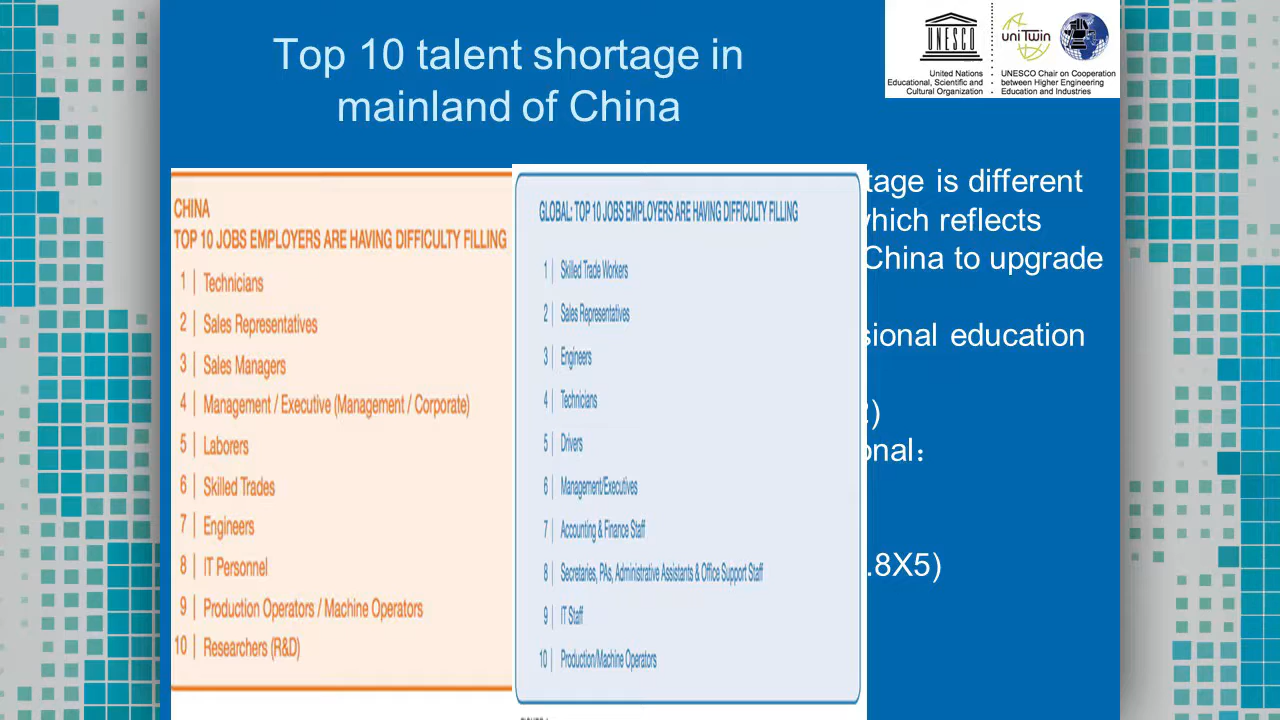 Top 10 talent shortage in
mainland of China
UNESCO
uniTwin
United Nations
Educational, Scientific and
Cultural Organization
UNESCO Chair on Cooperation
between Higher Engineering
Education and Industries
CHINA
TOP 10 JOBS EMPLOYERS ARE HAVING DIFFICULTY FILLING
1 Technicians
2 Sales Representatives
3 Sales Managers
4 Management / Executive (Management / Corporate)
5 Laborers
6 Skilled Trades
7 Engineers
8 IT Personnel
9 Production Operators / Machine Operators
10 Researchers (R&D)
GLOBAL: TOP 10 JOBS EMPLOYERS ARE HAVING DIFFICULTY FILLING
1 Skilled Trade Workers
2 Sales Representatives
3 Engineers
4 Technicians
5 Drivers
6 Management/Executives
7 Accounting & Finance Staff
8 Secretaries, PAs, Administrative Assistants & Office Support Staff
9 IT Staff
10 Production/Machine Operators
tage is different
which reflects
China to upgrade
sional education
)
onal：
.8X5)